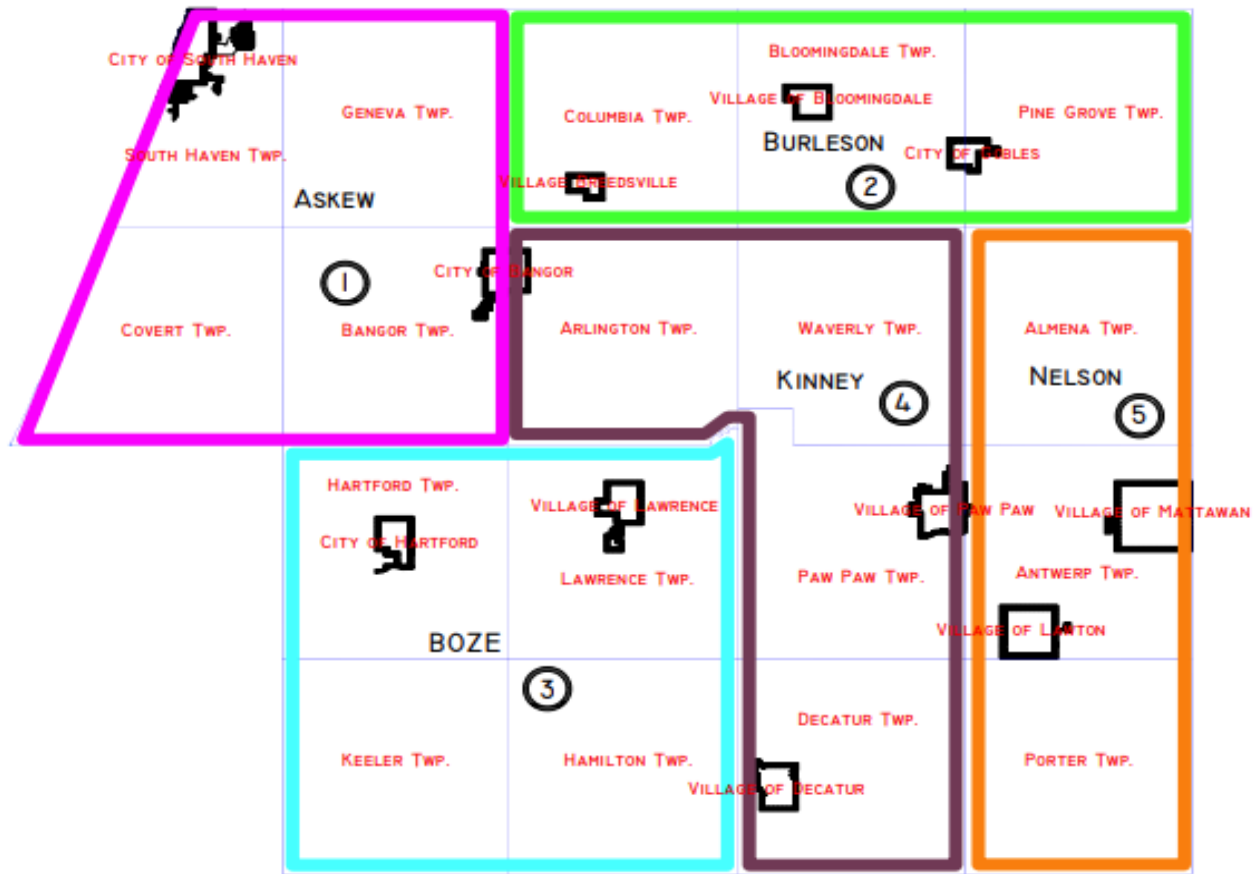 City of South Haven
Geneva Twp.
South Haven Twp.
Askew
1
City of Bangor
Covert Twp.
Bangor Twp.
Bloomingdale Twp.
Village of Bloomingdale
Columbia Twp.
Pine Grove Twp.
Burleson
City of Gobles
Village Breedsville
2
Arlington Twp.
Waverly Twp.
Kinney
4
Village of Paw Paw
Paw Paw Twp.
Decatur Twp.
Village of Decatur
Almena Twp.
Nelson
5
Village of Mattawan
Antwerp Twp.
Village of Lawton
Porter Twp.
Hartford Twp.
Village of Lawrence
City of Hartford
Lawrence Twp.
BOZE
3
Keeler Twp.
Hamilton Twp.